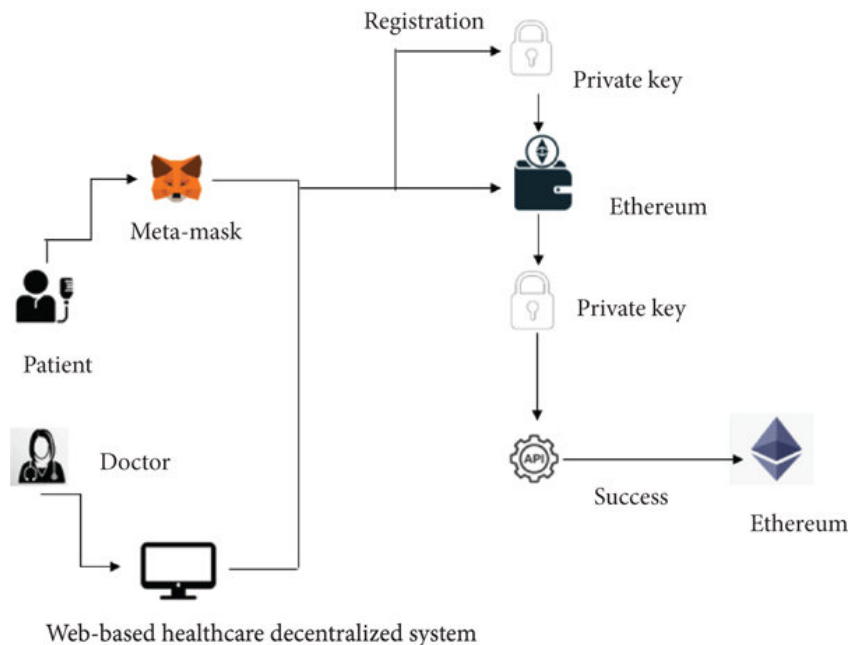 Registration
Private key
Meta-mask
Ethereum
Patient
Private key
Doctor
API
Success
Ethereum
Web-based healthcare decentralized system